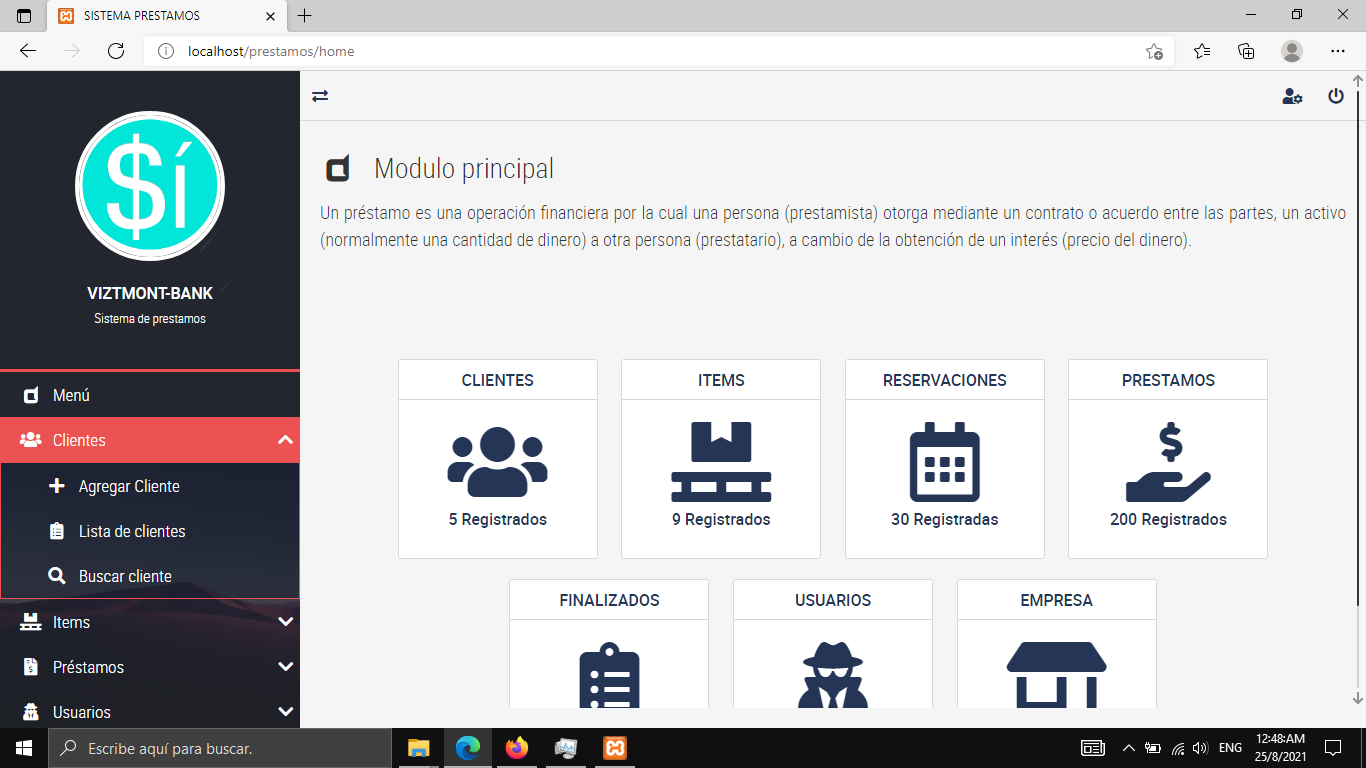 SISTEMA PRESTAMOS
localhost/prestamos/home
$í
VIZTMONT-BANK
Sistema de prestamos
Menú
Clientes
Agregar Cliente
Lista de clientes
Buscar cliente
Items
Préstamos
Usuarios
Modulo principal
Un préstamo es una operación financiera por la cual una persona (prestamista) otorga mediante un contrato o acuerdo entre las partes, un activo
(normalmente una cantidad de dinero) a otra persona (prestatario), a cambio de la obtención de un interés (precio del dinero).
CLIENTES
5 Registrados
ITEMS
9 Registrados
RESERVACIONES
30 Registradas
PRESTAMOS
200 Registrados
FINALIZADOS
USUARIOS
EMPRESA
Escribe aquí para buscar.
ENG
12:48AM
25/8/2021